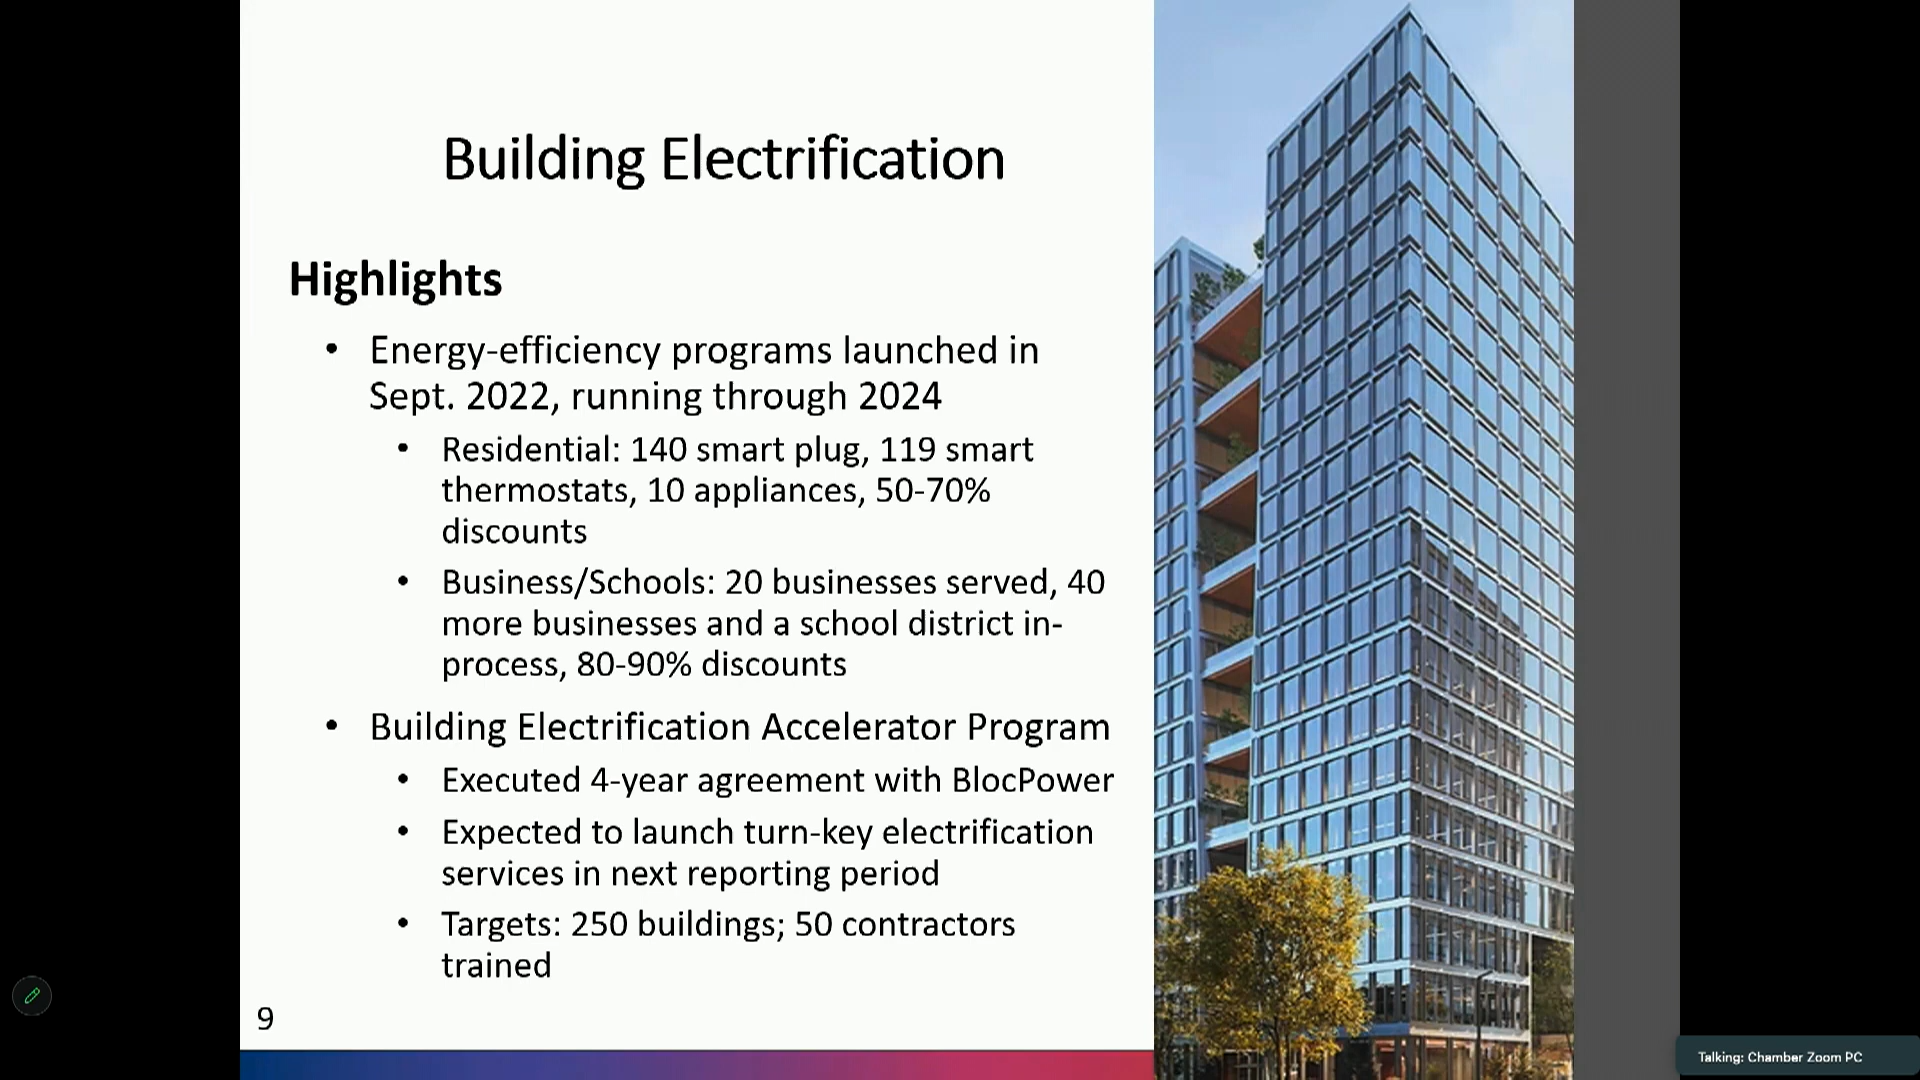 Building Electrification
Highlights
• Energy-efficiency programs launched in
Sept. 2022, running through 2024
• Residential: 140 smart plug, 119 smart
thermostats, 10 appliances, 50-70%
discounts
• Business/Schools: 20 businesses served, 40
more businesses and a school district in-
process, 80-90% discounts
• Building Electrification Accelerator Program
• Executed 4-year agreement with BlocPower
• Expected to launch turn-key electrification
services in next reporting period
• Targets: 250 buildings; 50 contractors
trained
9
Talking: Chamber Zoom PC